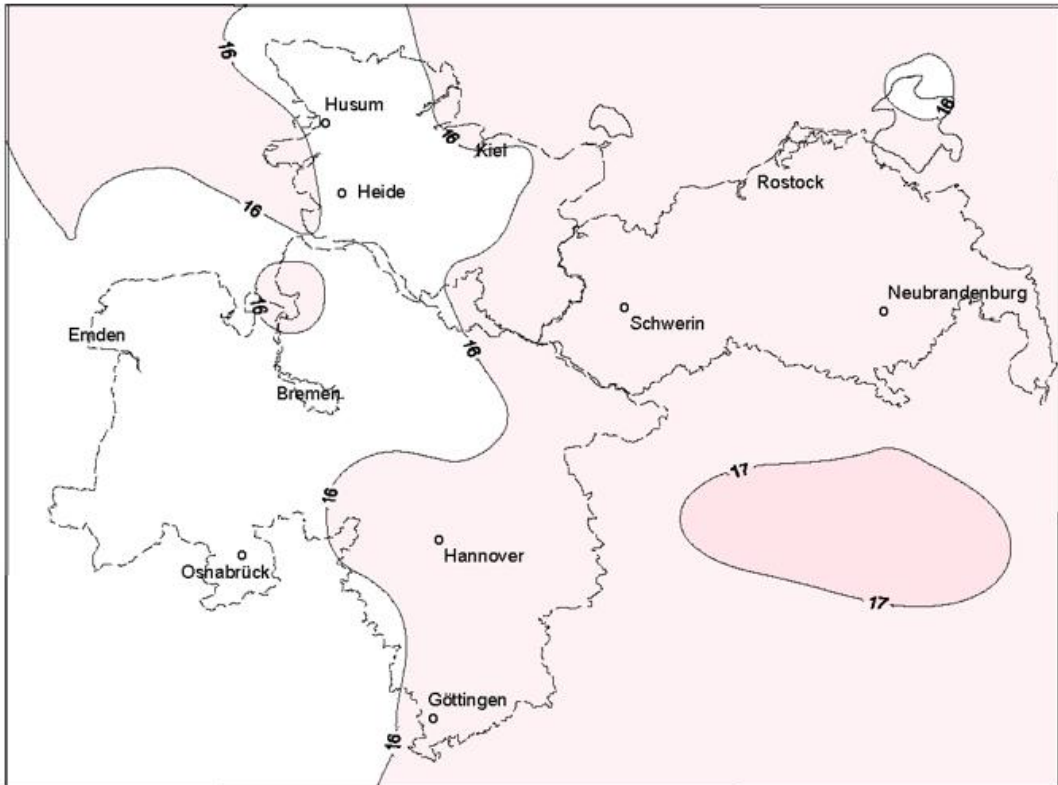 16
16
Husum
16
Kiel
Heide
Rostock
16
Neubrandenburg
16
Schwerin
Emden
16
Bremen
17
16
Hannover
Osnabrück
17
Göttingen
16